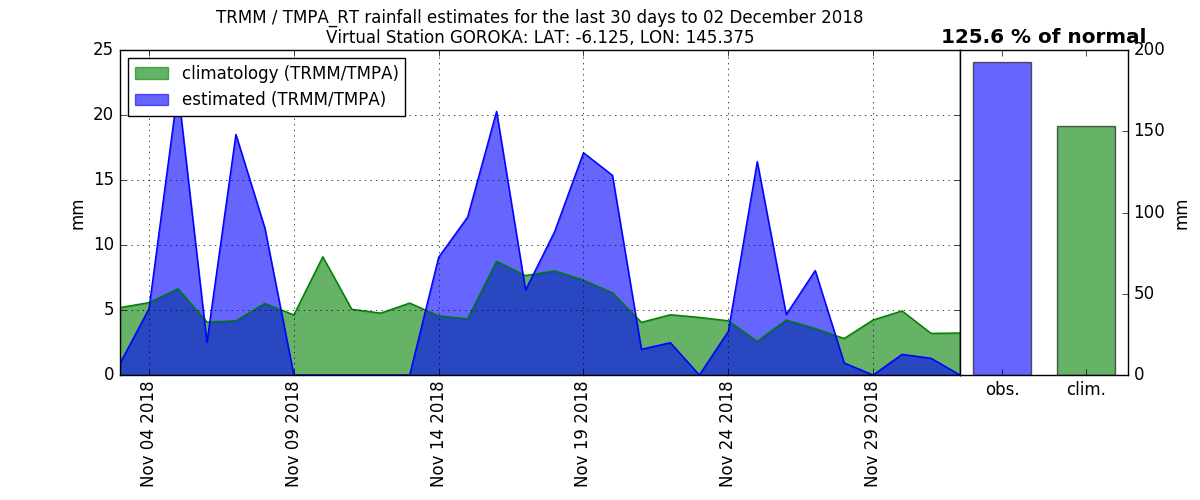 TRMM / TMPA_RT rainfall estimates for the last 30 days to 02 December 2018
Virtual Station GOROKA: LAT: -6.125, LON: 145.375
125.6 % of normal
climatology (TRMM/TMPA)
estimated (TRMM/TMPA)
25
20
15
10
5
0
mm
Nov 04 2018
Nov 09 2018
Nov 14 2018
Nov 19 2018
Nov 24 2018
Nov 29 2018
200
150
100
50
0
mm
obs.
clim.